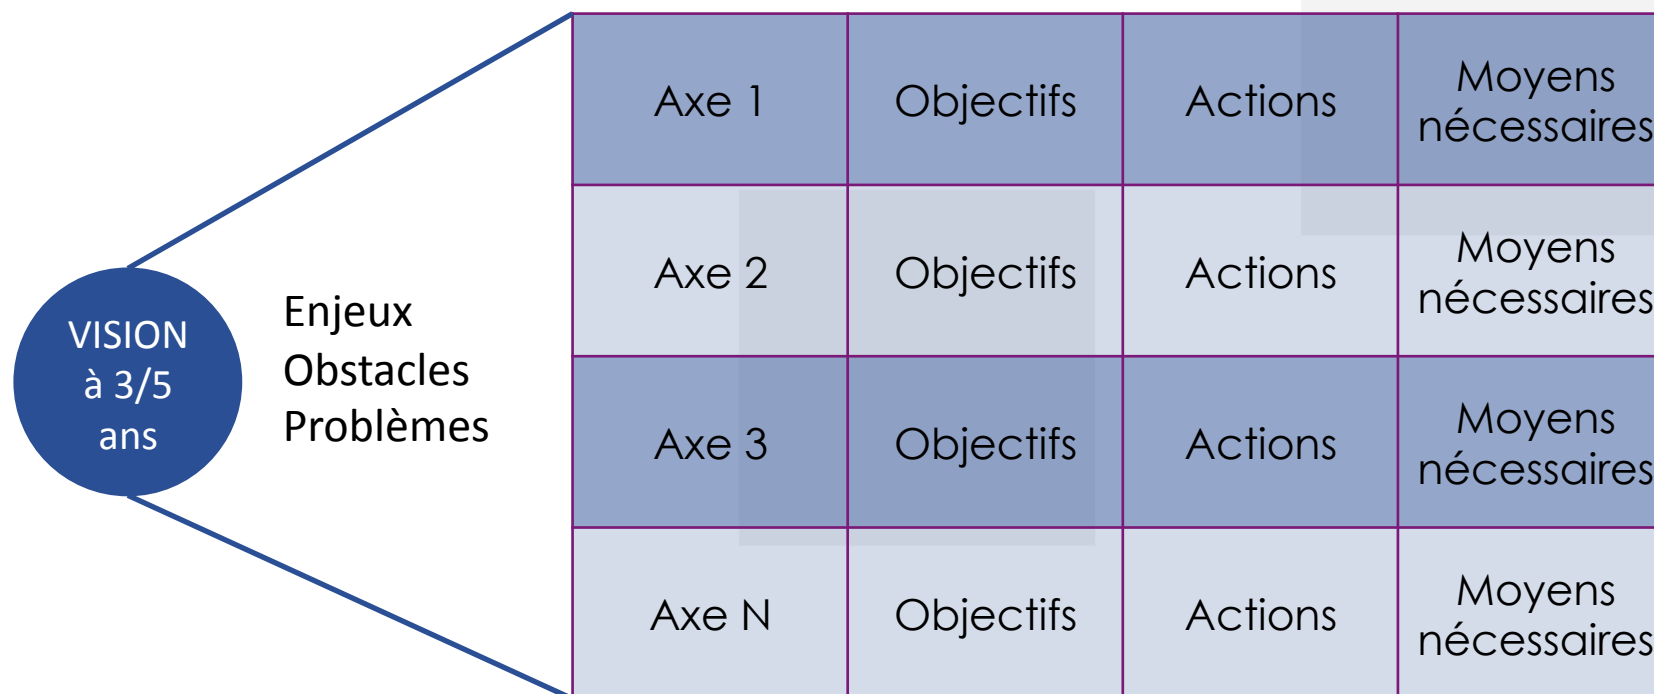 VISION
à 3/5
ans
Enjeux
Obstacles
Problèmes
Axe 1
Objectifs
Actions
Moyens
nécessaires
Axe 2
Objectifs
Actions
Moyens
nécessaires
Axe 3
Objectifs
Actions
Moyens
nécessaires
Axe N
Objectifs
Actions
Moyens
nécessaires